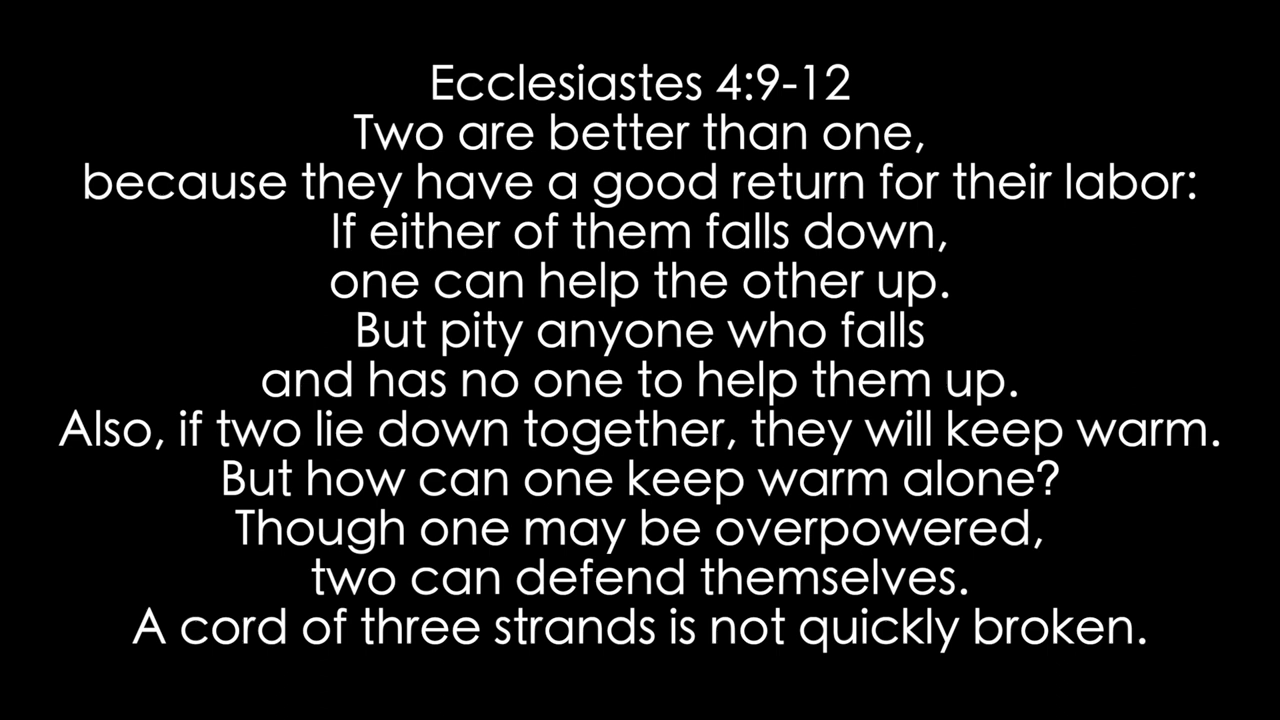 Ecclesiastes 4:9-12
Two are better than one,
because they have a good return for their labor:
If either of them falls down,
one can help the other up.
But pity anyone who falls
and has no one to help them up.
Also, if two lie down together, they will keep warm.
But how can one keep warm alone?
Though one may be overpowered,
two can defend themselves.
A cord of three strands is not quickly broken.